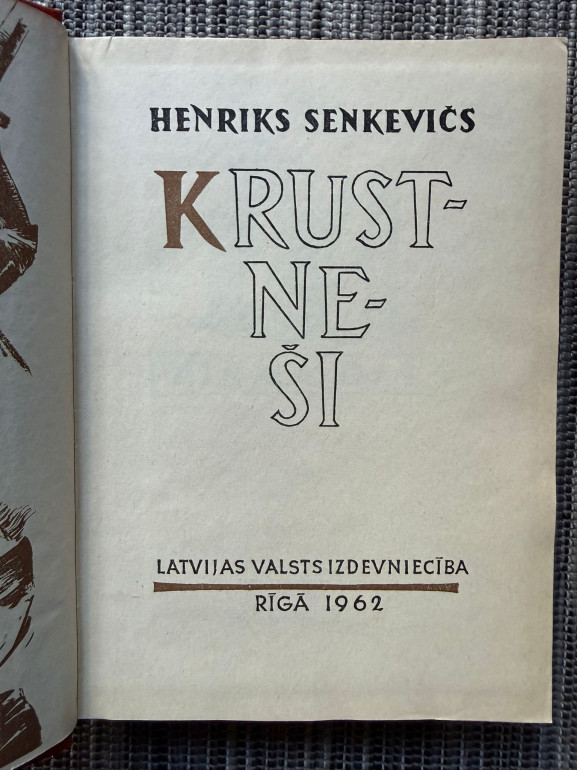 HENRIKS SENKEVIČS
KRUST-
NE-
ŠI
LATVIJAS VALSTS IZDEVNIECĪBA
RĪGĀ 1962